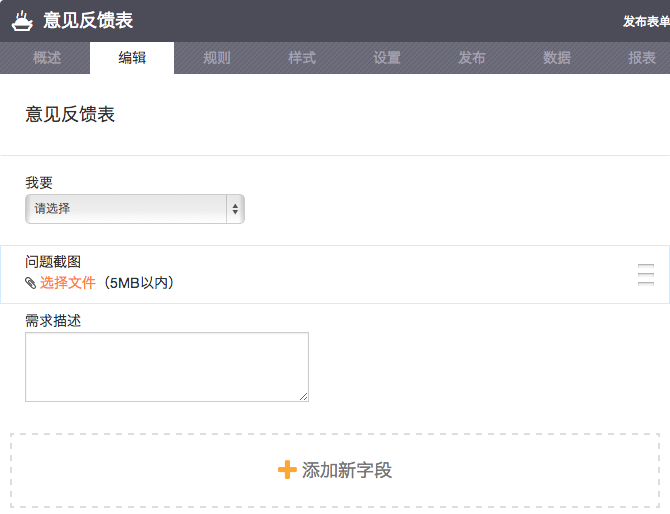 意见反馈表
发布表单
概述 编辑 规则 样式 设置 发布 数据 报表
意见反馈表
我要
请选择
问题截图
选择文件（5MB以内）
需求描述
添加新字段